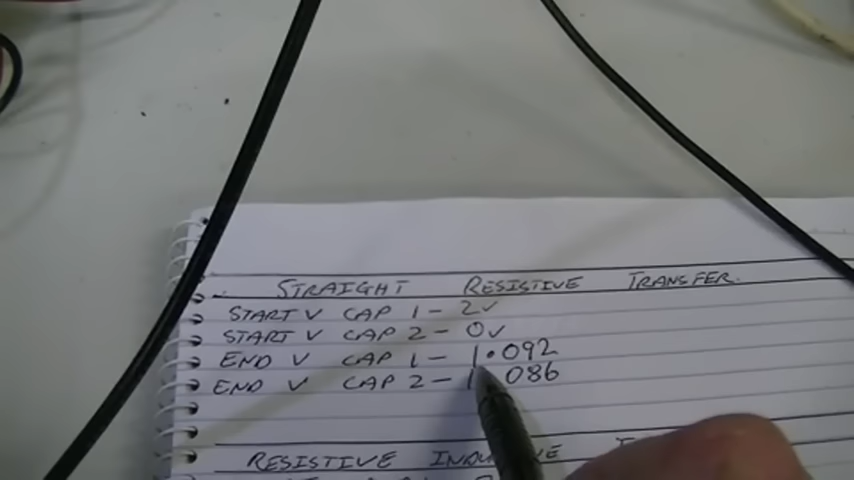 STRAIGHT RESISTIVE TRANSFER.
START V CAP 1 - 2V
START V CAP 2 - 0V
END V CAP 1 - 1.092
END V CAP 2 - 1 086
RESISTIVE